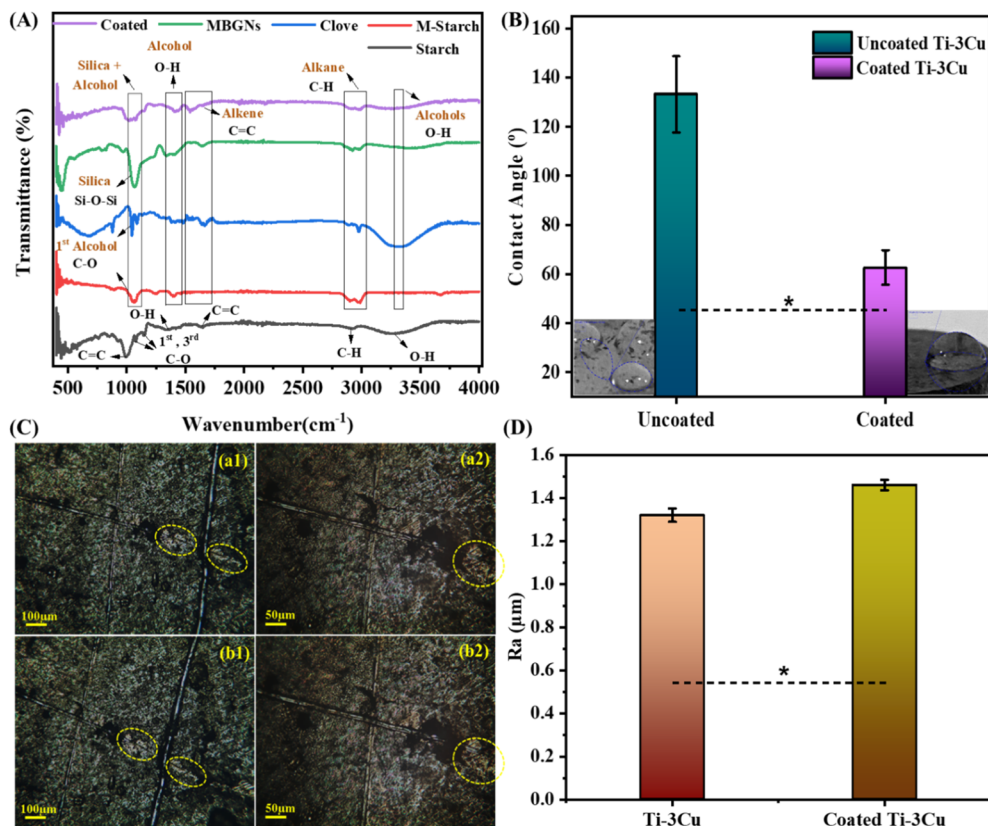 (A)
Coated
MBGNs
Clove
M-Starch
Starch
Silica +
Alcohol
Alcohol
O-H
Alkane
C-H
Alkene
C=C
Alcohols
O-H
Silica
Si-O-Si
1st Alcohol
C-O
O-H
C=C
C=C
1st , 3rd
C-O
C-H
O-H
Transmittance (%)
500 1000 1500 2000 2500 3000 3500 4000
Wavenumber(cm-1)
(B)
Uncoated Ti-3Cu
Coated Ti-3Cu
Contact Angle (º)
160
140
120
100
80
60
40
20
*
Uncoated Coated
(C)
(a1)
100µm
(a2)
50µm
(b1)
100µm
(b2)
50µm
(D)
Ra (µm)
1.6
1.4
1.2
1.0
0.8
0.6
0.4
0.2
0.0
*
Ti-3Cu Coated Ti-3Cu